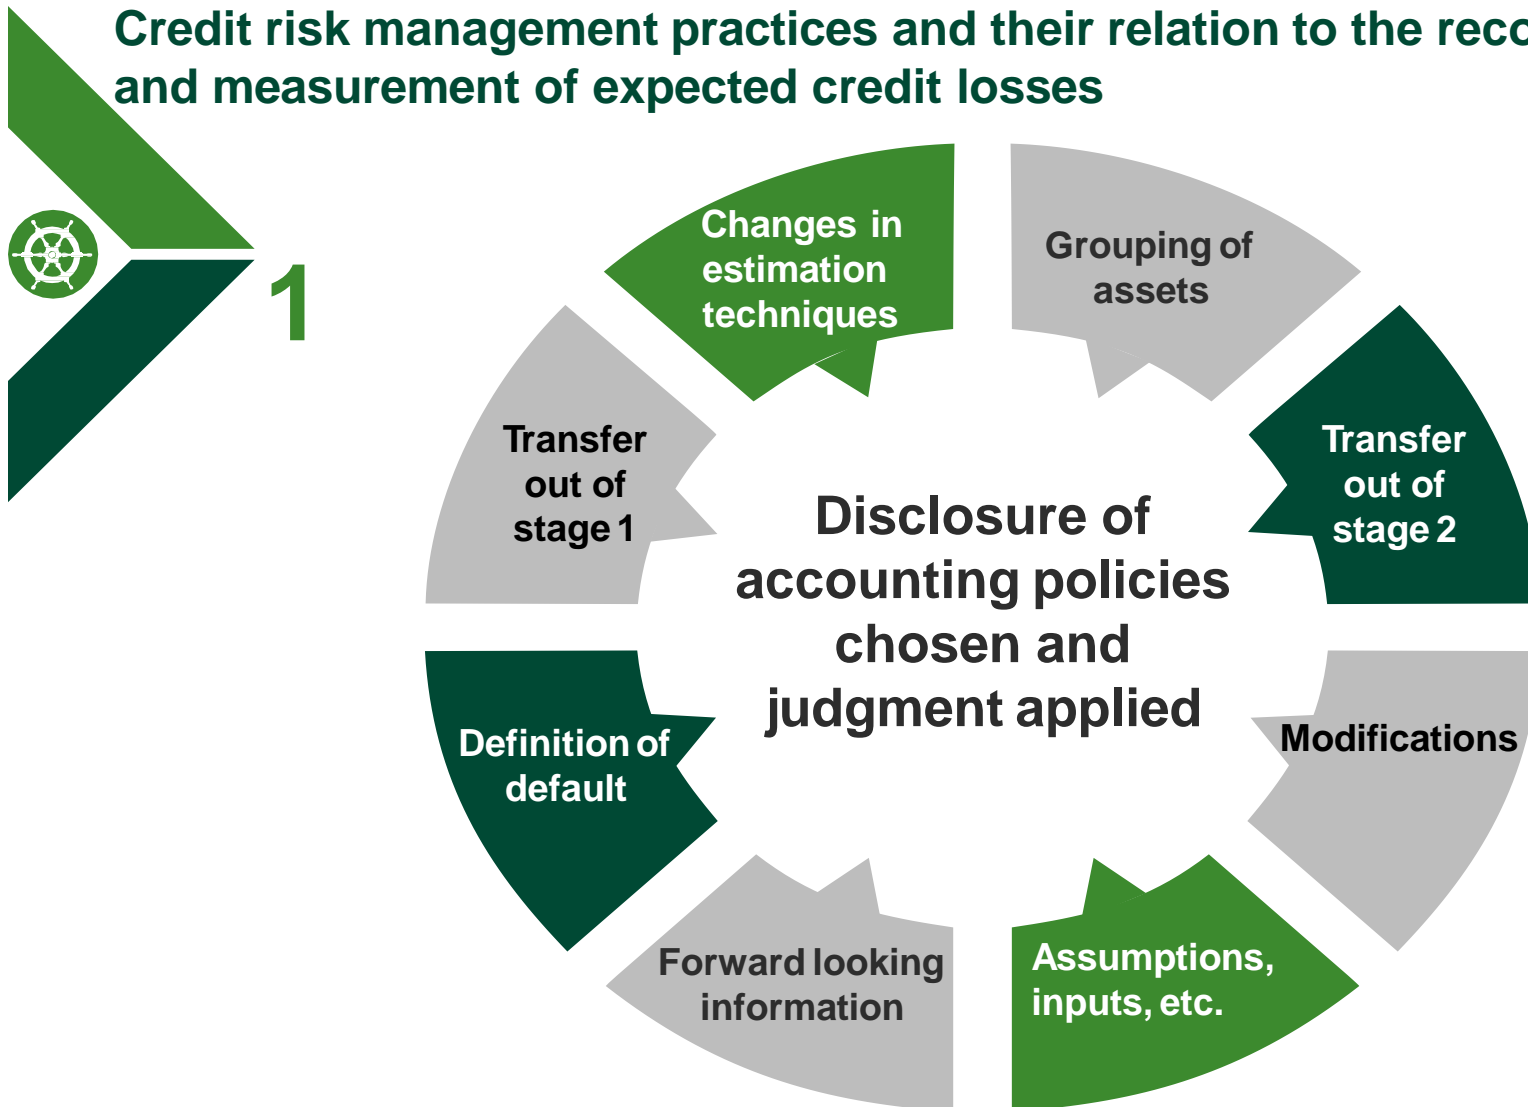 Credit risk management practices and their relation to the
and measurement of expected credit losses
1
Changes in
estimation
techniques
Grouping of
assets
Transfer
out of
stage 1
Transfer
out of
stage 2
Disclosure of
accounting policies
chosen and
judgment applied
Definition of
default
Modifications
Forward looking
information
Assumptions,
inputs, etc.